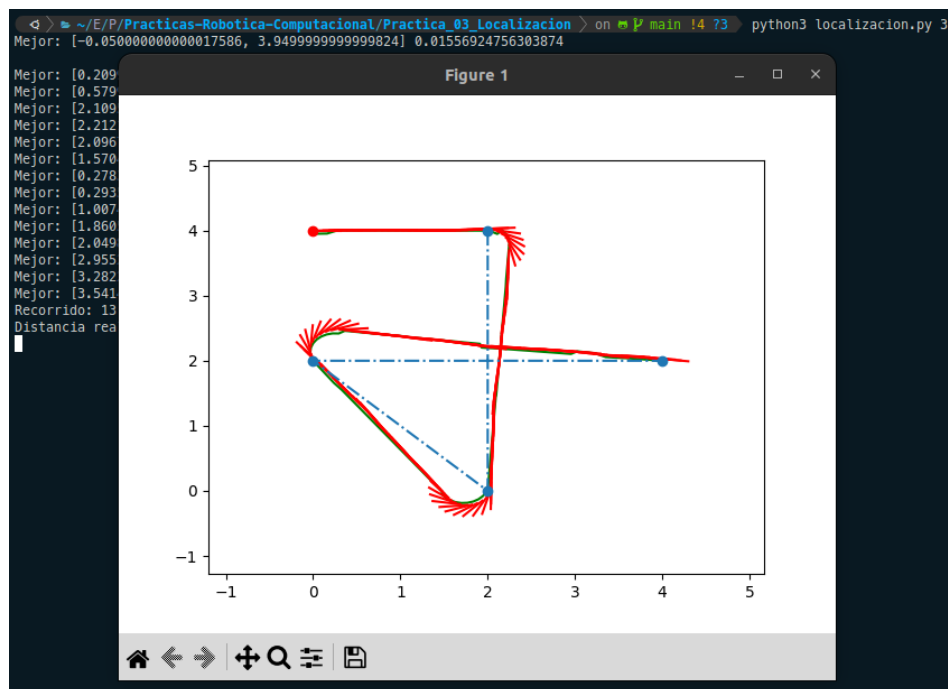 ~/E/P/Practicas-Robotica-Computacional/Practica_03_Localizacion on main !4 ?3 python3 localizacion.py 3
Mejor: [-0.050000000000017586, 3.9499999999999824] 0.01556924756303874
Figure 1
Mejor: [0.209
Mejor: [0.579
Mejor: [2.109
Mejor: [2.212
Mejor: [2.096
Mejor: [1.570
Mejor: [0.278
Mejor: [0.293
Mejor: [1.007
Mejor: [1.860
Mejor: [2.049
Mejor: [2.955
Mejor: [3.282
Mejor: [3.541
Recorrido: 13
Distancia rea
5
4
3
2
1
0
−1
−1 0 1 2 3 4 5